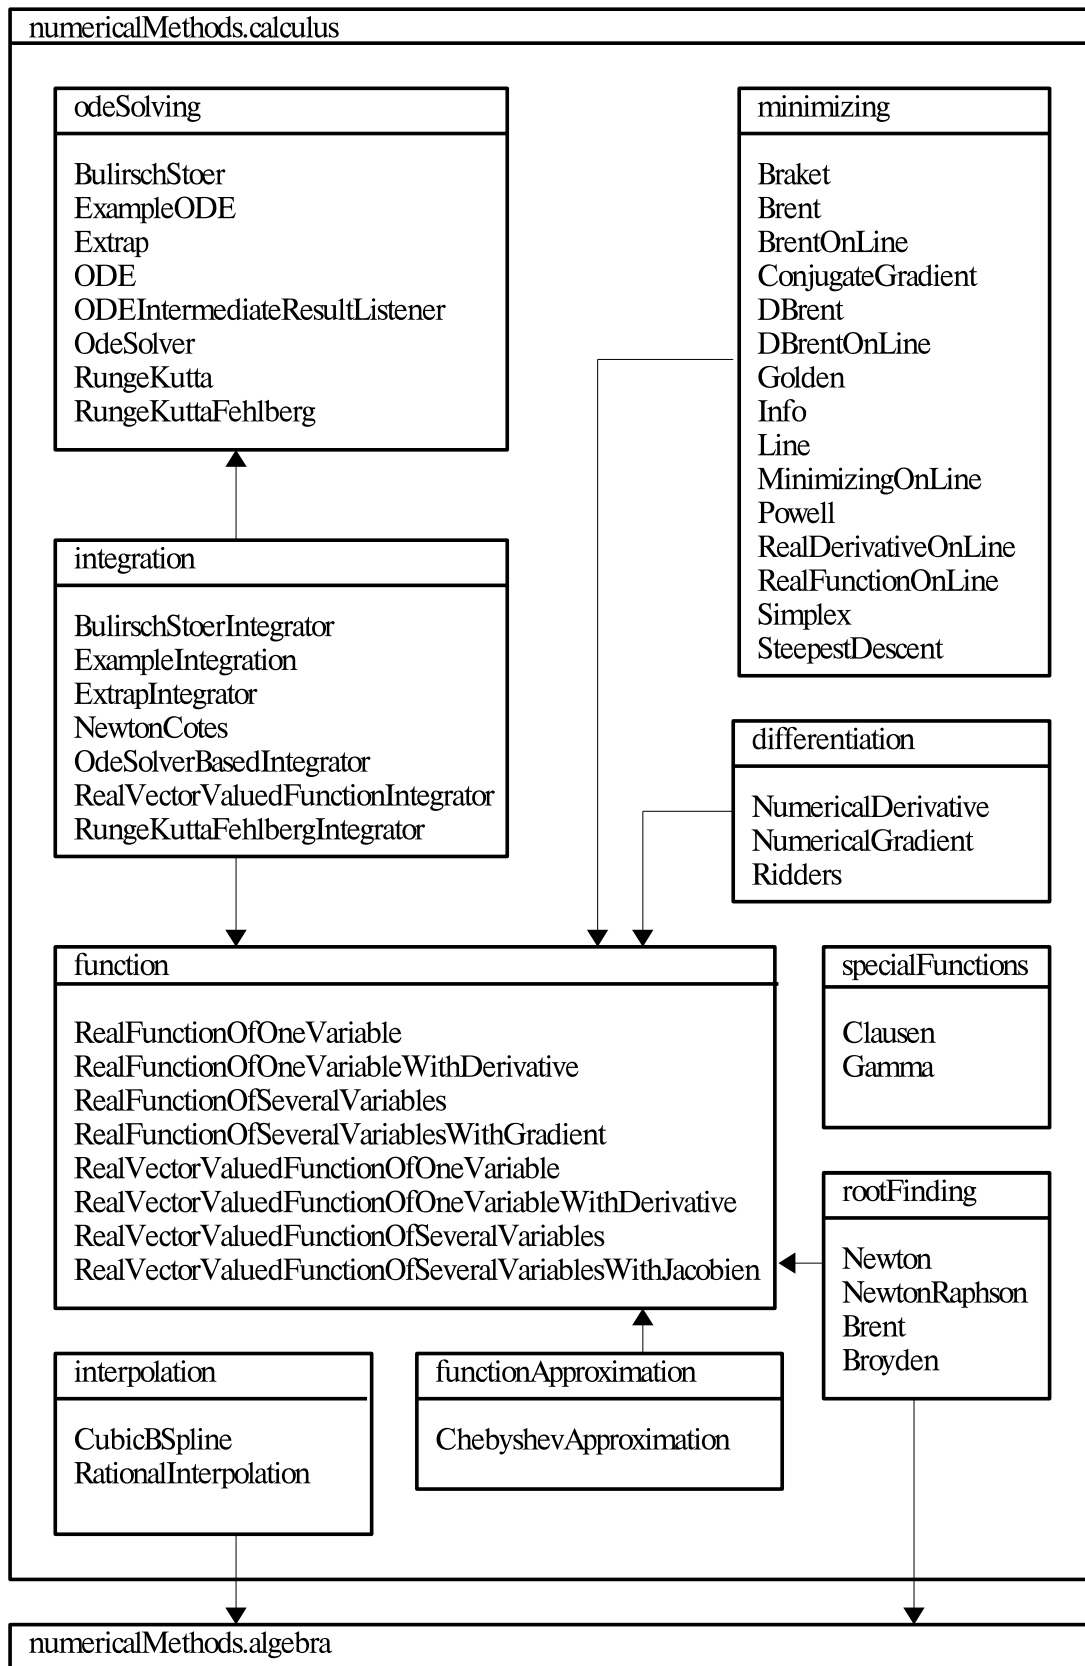 numericalMethods.calculus
odeSolving
BulirschStoer
ExampleODE
Extrap
ODE
ODEIntermediateResultListener
OdeSolver
RungeKutta
RungeKuttaFehlberg
minimizing
Braket
Brent
BrentOnLine
ConjugateGradient
DBrent
DBrentOnLine
Golden
Info
Line
MinimizingOnLine
Powell
RealDerivativeOnLine
RealFunctionOnLine
Simplex
SteepestDescent
integration
BulirschStoerIntegrator
ExampleIntegration
ExtrapIntegrator
NewtonCotes
OdeSolverBasedIntegrator
RealVectorValuedFunctionIntegrator
RungeKuttaFehlbergIntegrator
differentiation
NumericalDerivative
NumericalGradient
Ridders
function
RealFunctionOfOneVariable
RealFunctionOfOneVariableWithDerivative
RealFunctionOfSeveralVariables
RealFunctionOfSeveralVariablesWithGradient
RealVectorValuedFunctionOfOneVariable
RealVectorValuedFunctionOfOneVariableWithDerivative
RealVectorValuedFunctionOfSeveralVariables
RealVectorValuedFunctionOfSeveralVariablesWithJacobien
specialFunctions
Clausen
Gamma
rootFinding
Newton
NewtonRaphson
Brent
Broyden
interpolation
CubicBSpline
RationalInterpolation
functionApproximation
ChebyshevApproximation
numericalMethods.algebra